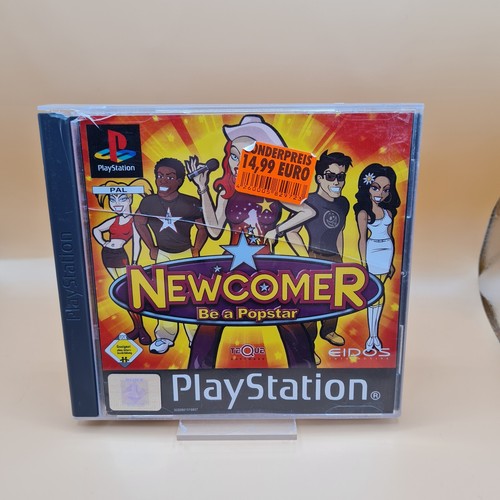 PlayStation
PAL
SONDERPREIS
14,99 EURO
NEWCOMER
Be a Popstar
EIDOS
PlayStation®
PlayStation